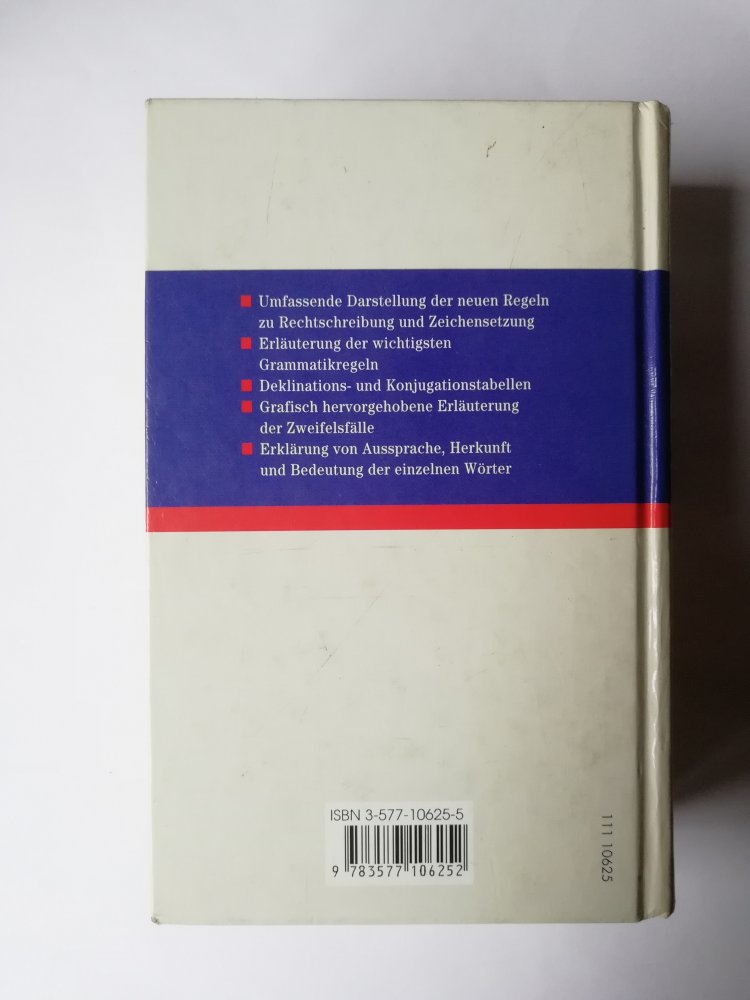 Umfassende Darstellung der neuen Regeln
zu Rechtschreibung und Zeichensetzung
Erläuterung der wichtigsten
Grammatikregeln
Deklinations- und Konjugationstabellen
Grafisch hervorgehobene Erläuterung
der Zweifelsfälle
Erklärung von Aussprache, Herkunft
und Bedeutung der einzelnen Wörter
ISBN 3-577-10625-5
9 783577 106252
111 10625